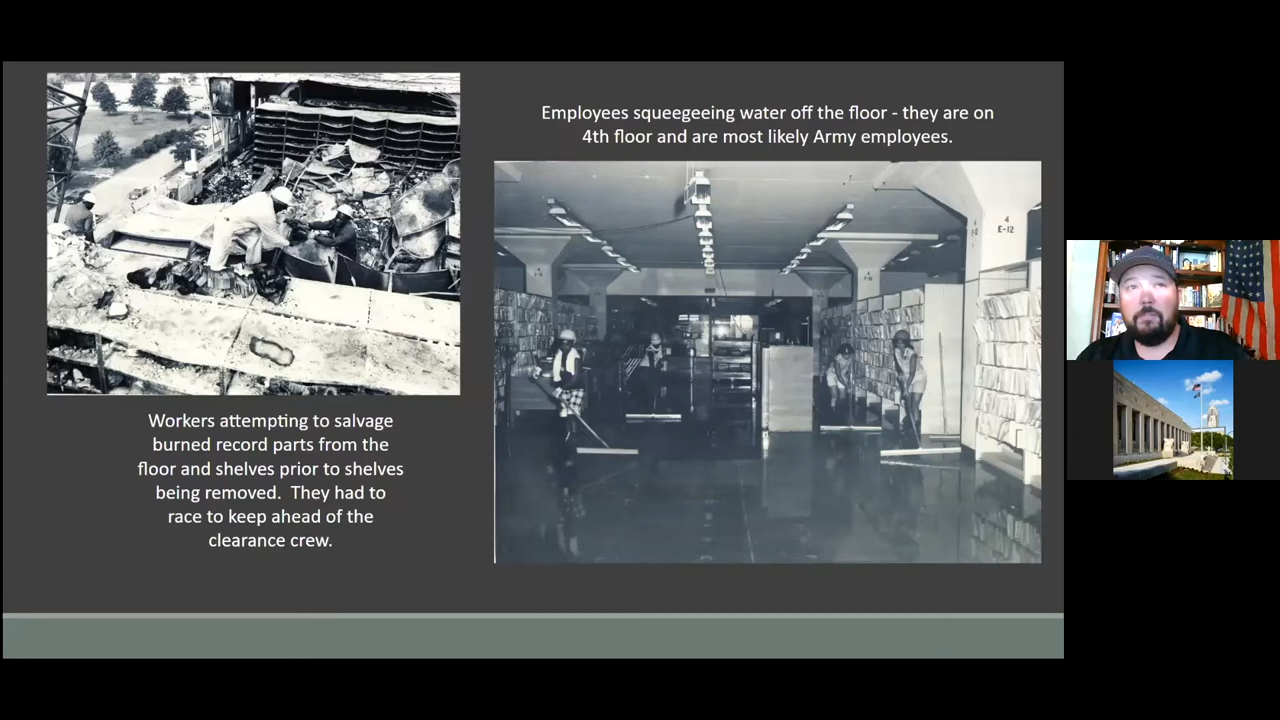 Employees squeegeeing water off the floor - they are on
4th floor and are most likely Army employees.
4
E-12
Workers attempting to salvage
burned record parts from the
floor and shelves prior to shelves
being removed. They had to
race to keep ahead of the
clearance crew.